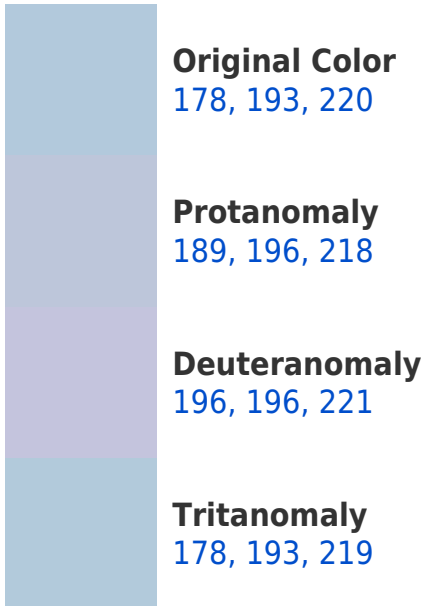 Original Color
178, 193, 220
Protanomaly
189, 196, 218
Deuteranomaly
196, 196, 221
Tritanomaly
178, 193, 219